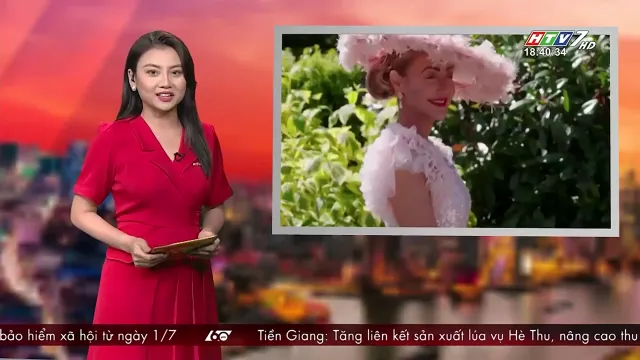 HTV7 HD
18:40:34
bảo hiểm xã hội từ ngày 1/7 60 Tiền Giang: Tăng liên kết sản xuất lúa vụ Hè Thu, nâng cao thu